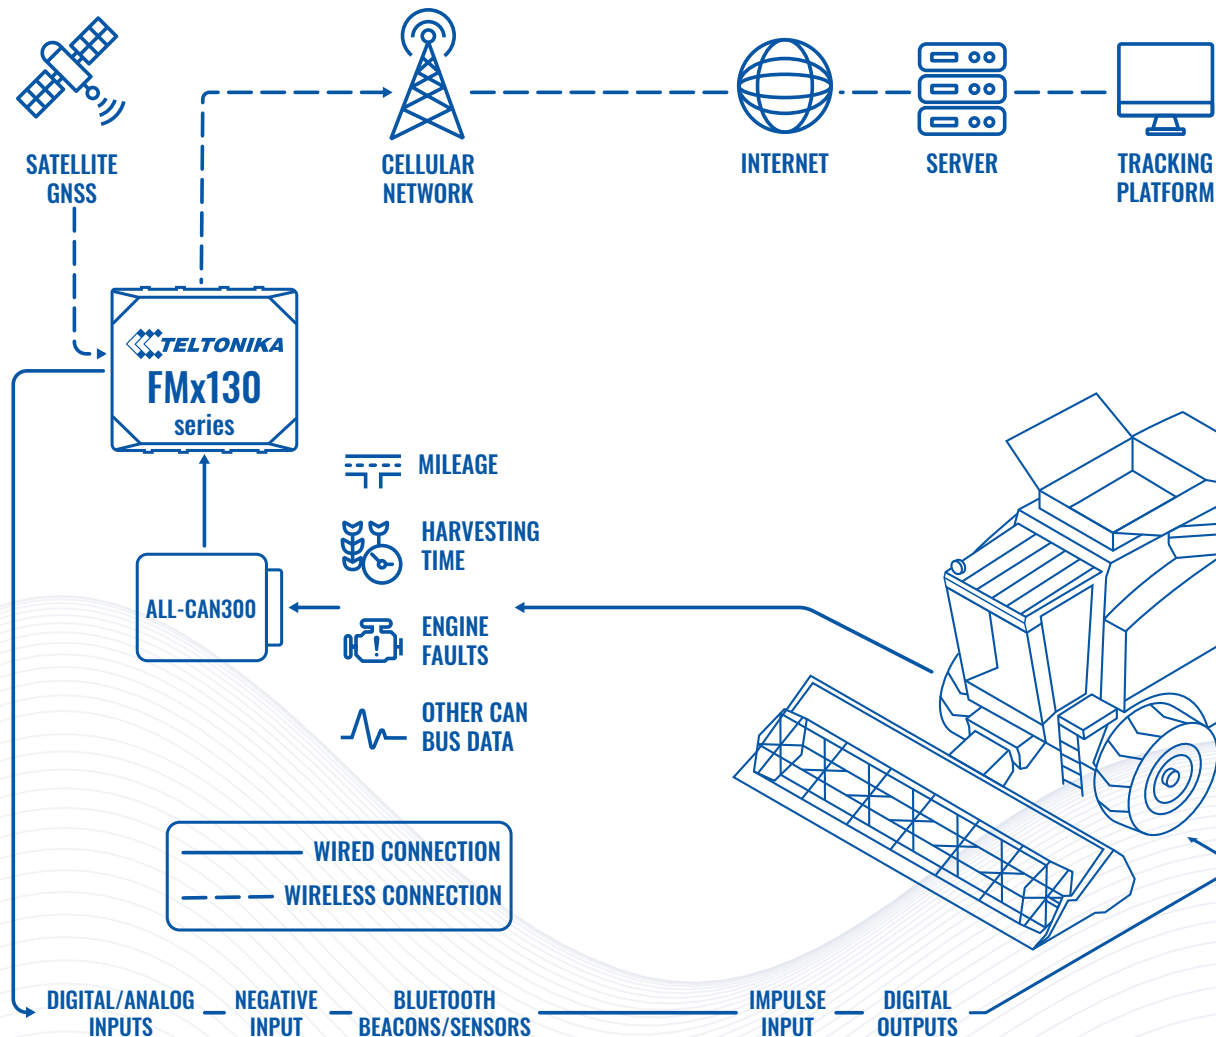 SATELLITE
GNSS
CELLULAR
NETWORK
INTERNET
SERVER
TRACKING
PLATFORM
TELTONIKA
FMx130
series
MILEAGE
HARVESTING
TIME
ALL-CAN300
ENGINE
FAULTS
OTHER CAN
BUS DATA
WIRED CONNECTION
WIRELESS CONNECTION
DIGITAL/ANALOG
INPUTS
NEGATIVE
INPUT
BLUETOOTH
BEACONS/SENSORS
IMPULSE
INPUT
DIGITAL
OUTPUTS